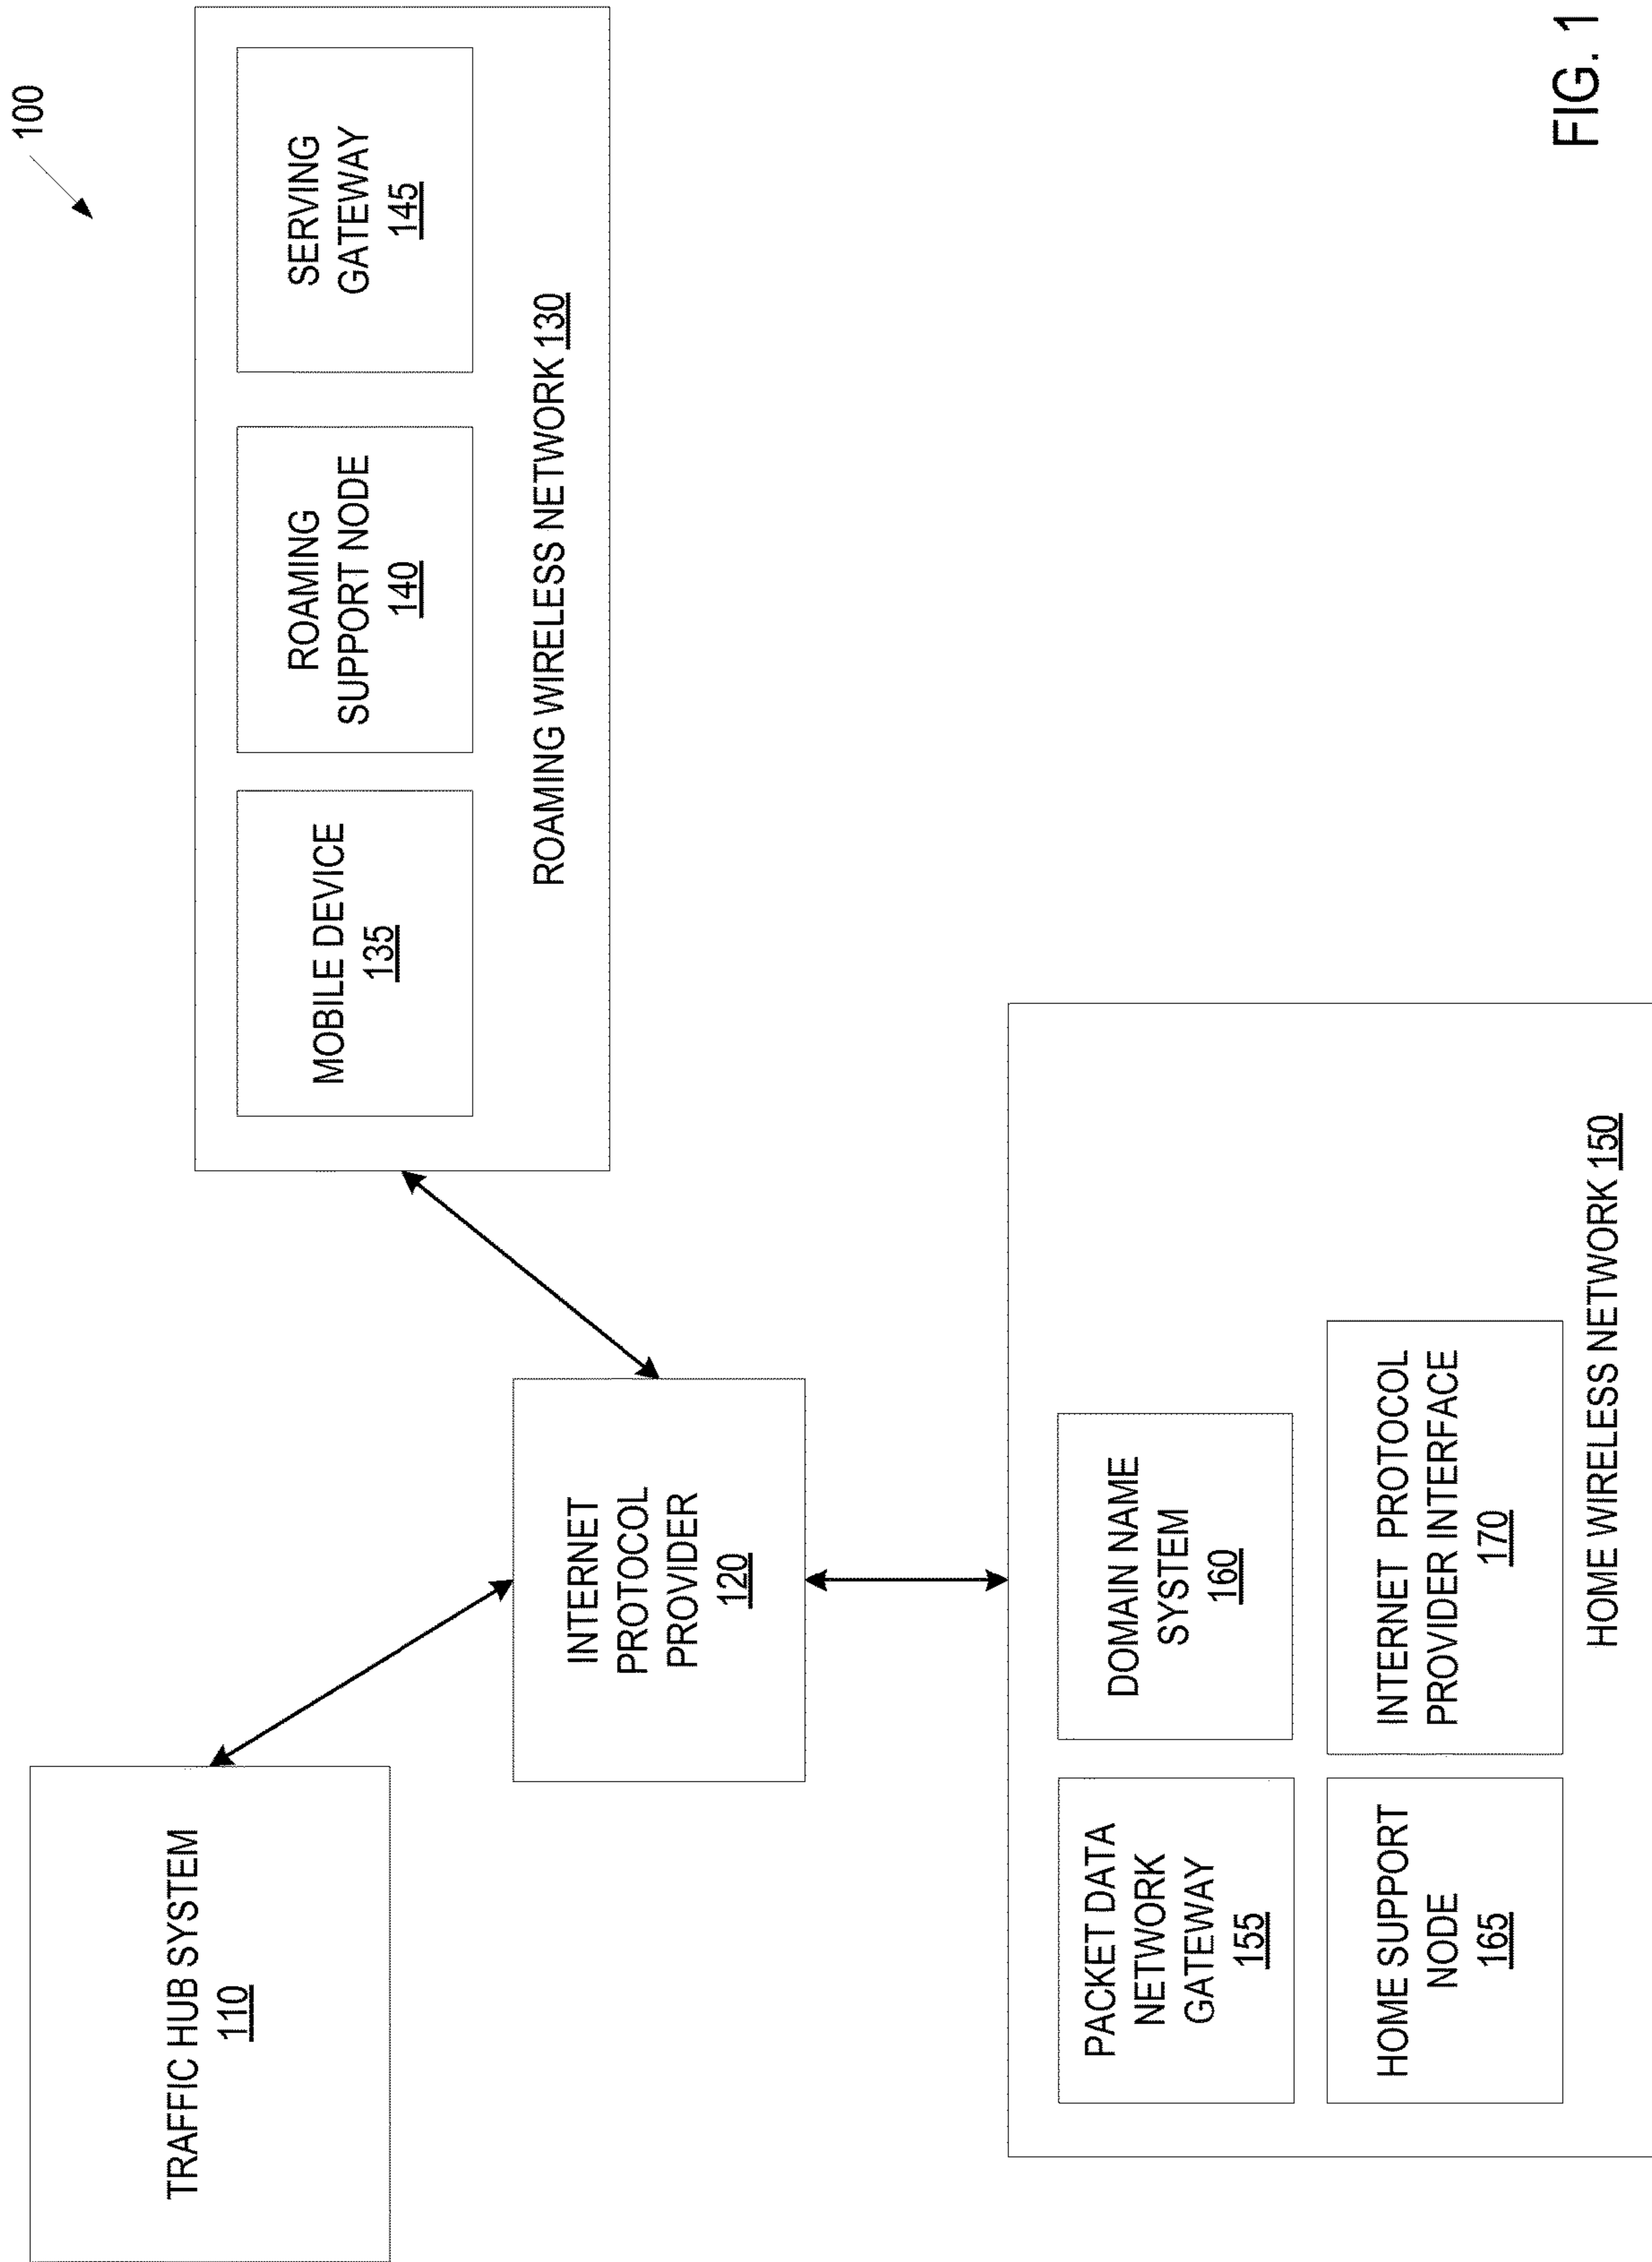 100
TRAFFIC HUB SYSTEM
110
INTERNET
PROTOCOL
PROVIDER
120
MOBILE DEVICE
135
ROAMING
SUPPORT NODE
140
SERVING
GATEWAY
145
ROAMING WIRELESS NETWORK 130
PACKET DATA
NETWORK
GATEWAY
155
DOMAIN NAME
SYSTEM
160
HOME SUPPORT
NODE
165
INTERNET PROTOCOL
PROVIDER INTERFACE
170
HOME WIRELESS NETWORK 150
FIG. 1